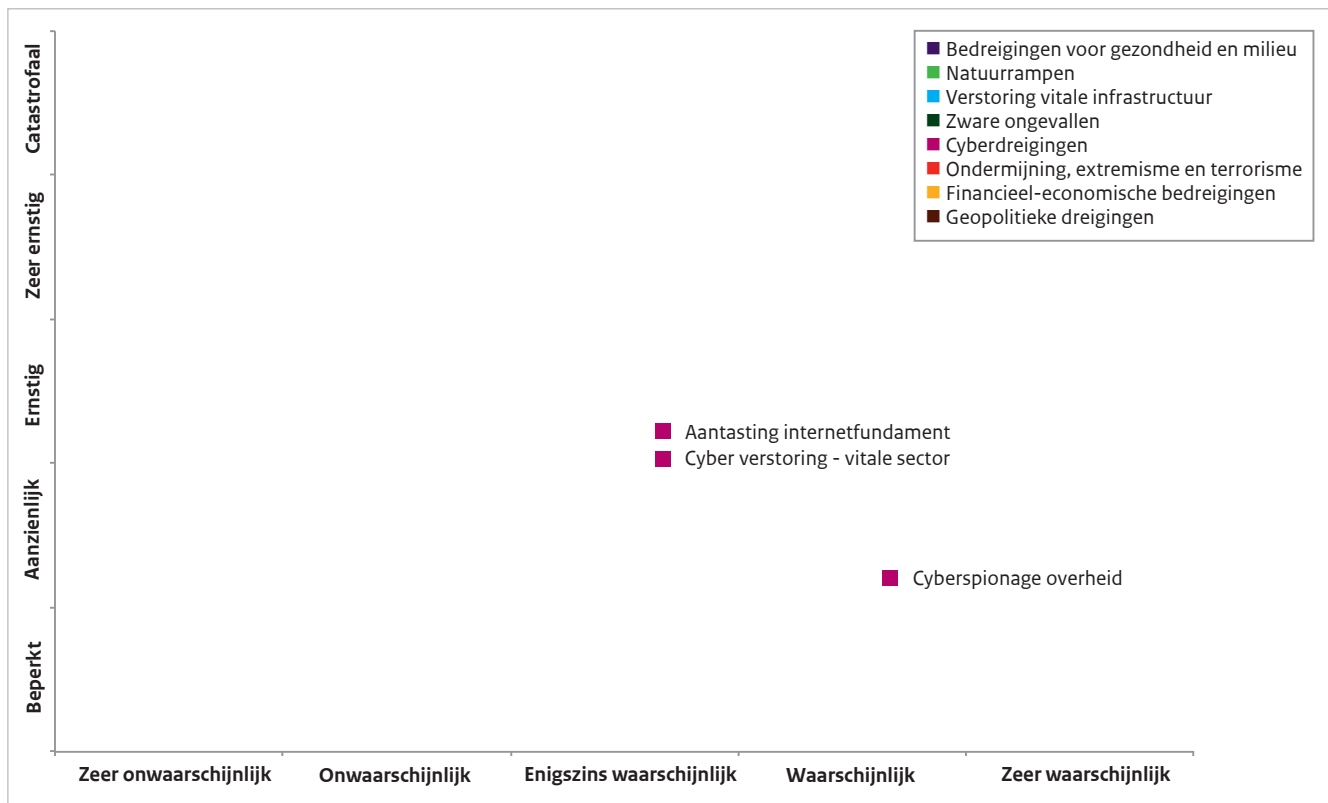 Catastrofaal
Zeer ernstig
Ernstig
Aanzienlijk
Beperkt
Bedreigingen voor gezondheid en milieu
Natuurrampen
Verstoring vitale infrastructuur
Zware ongevallen
Cyberdreigingen
Ondermijning, extremisme en terrorisme
Financieel-economische bedreigingen
Geopolitieke dreigingen
Aantasting internetfundament
Cyber verstoring - vitale sector
Cyberspionage overheid
Zeer onwaarschijnlijk
Onwaarschijnlijk
Enigszins waarschijnlijk
Waarschijnlijk
Zeer waarschijnlijk